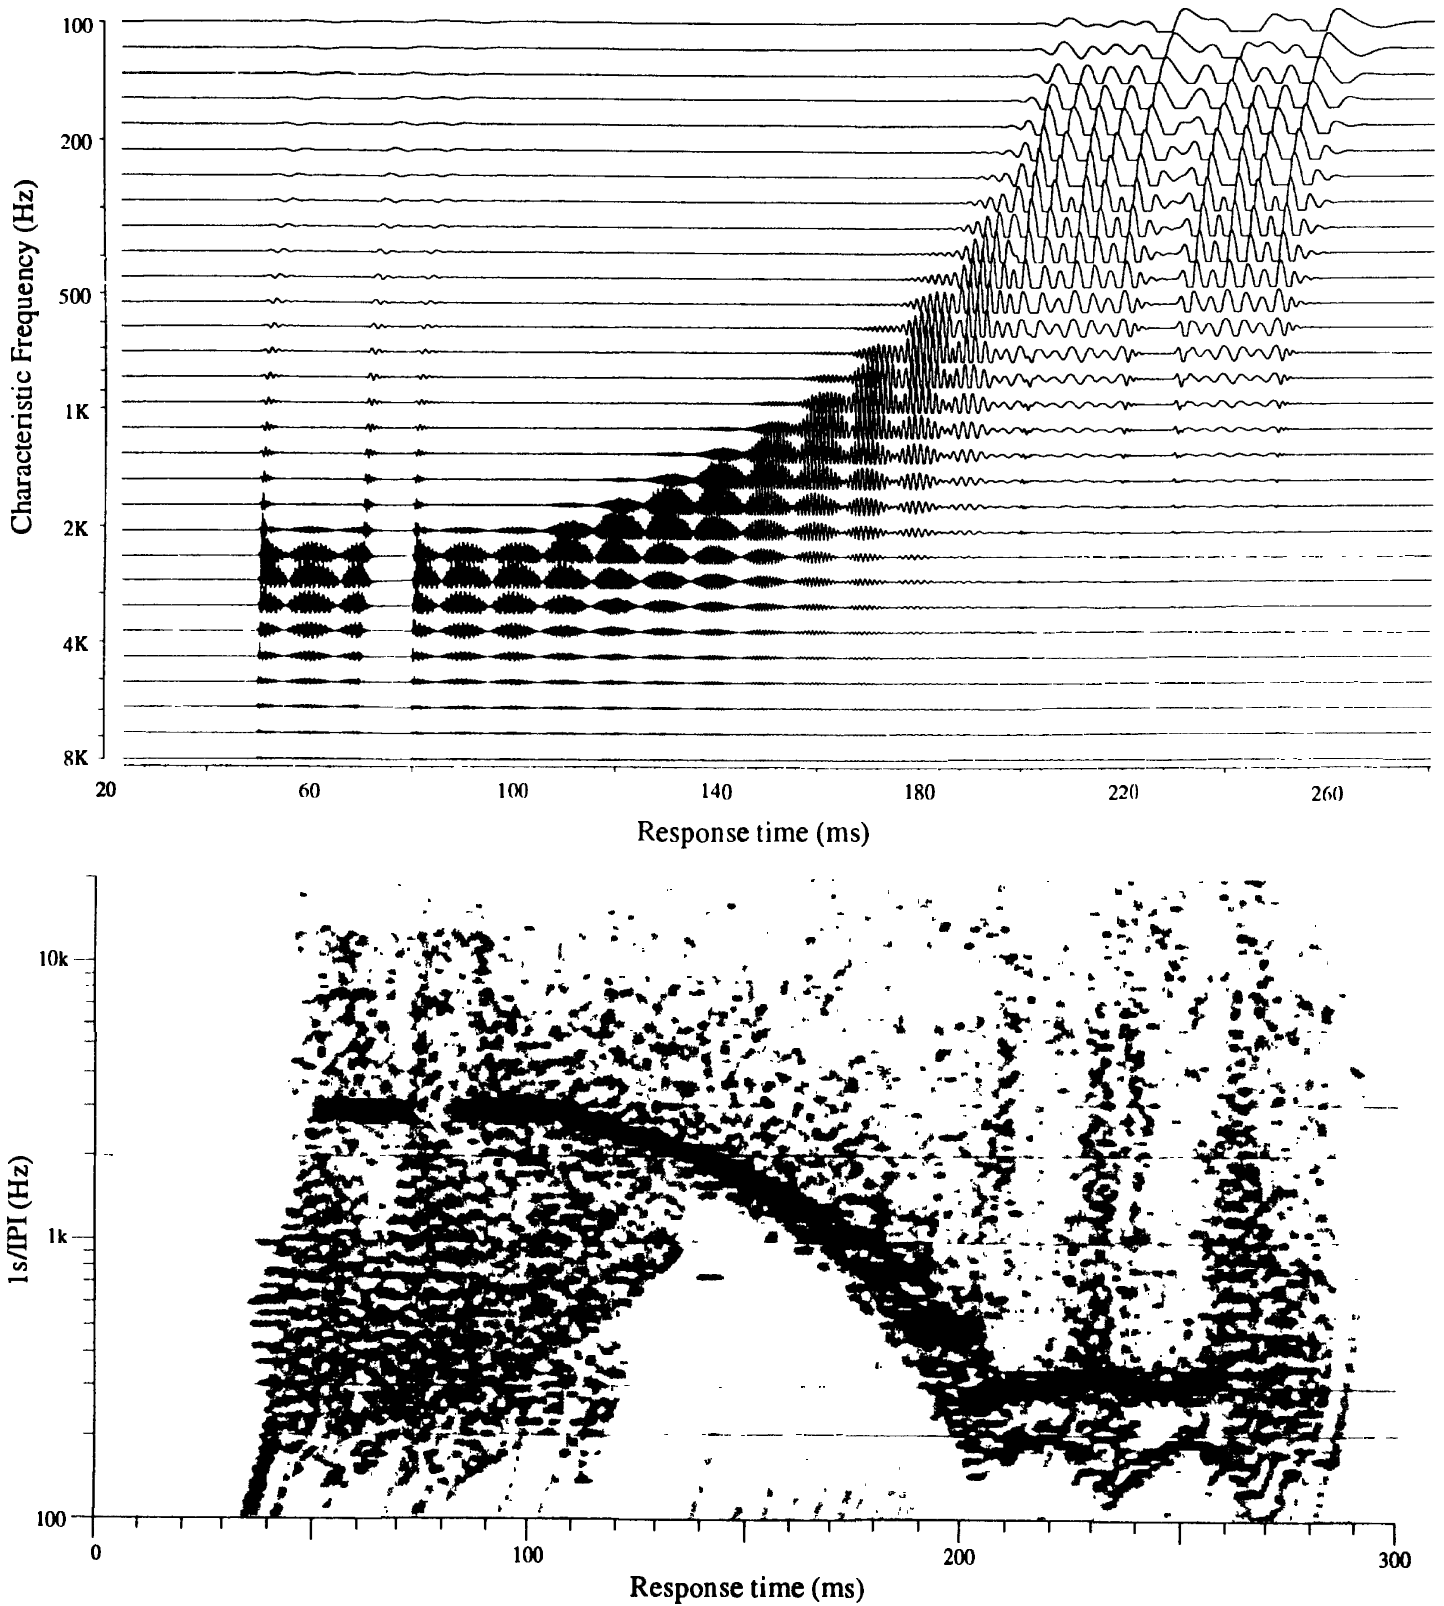 100
200
500
1K
2K
4K
8K
Characteristic Frequency (Hz)
20 60 100 140 180 220 260
Response time (ms)
10k
1k
100
1s/IPI (Hz)
0 100 200 300
Response time (ms)